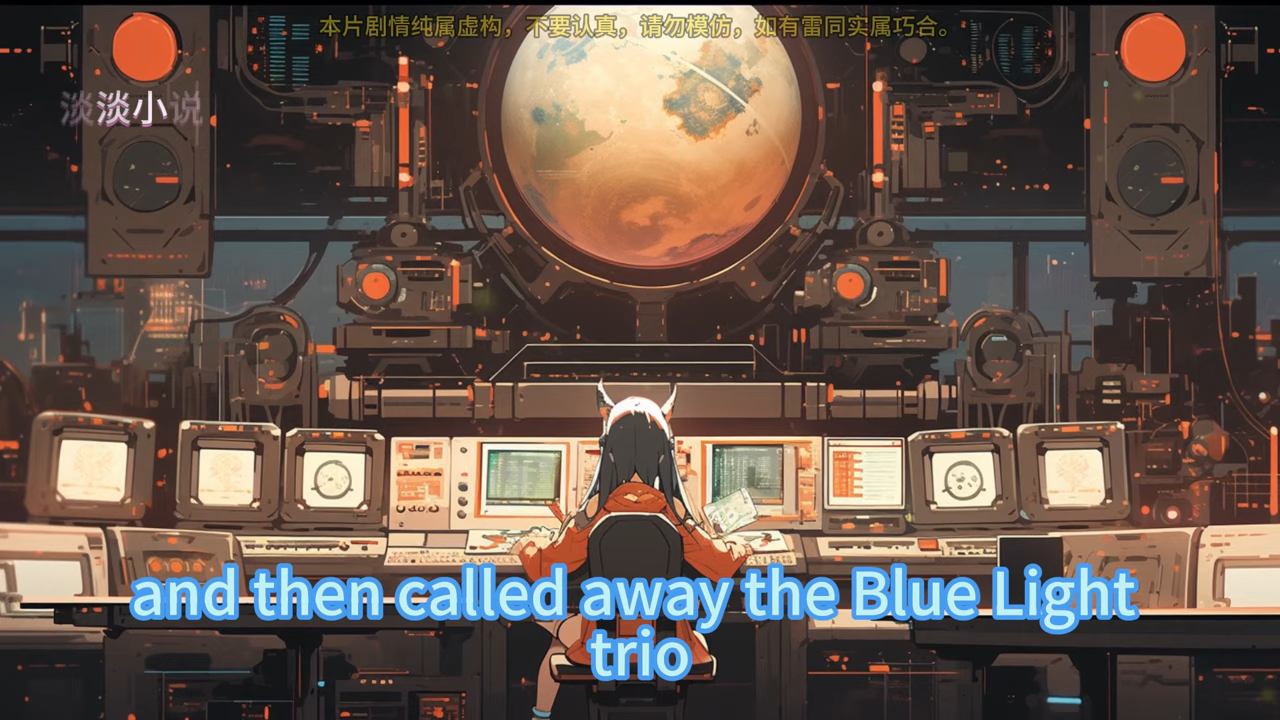 本片剧情纯属虚构，不要认真，请勿模仿，如有雷同实属巧合。
淡淡小说
and then called away the Blue Light
trio